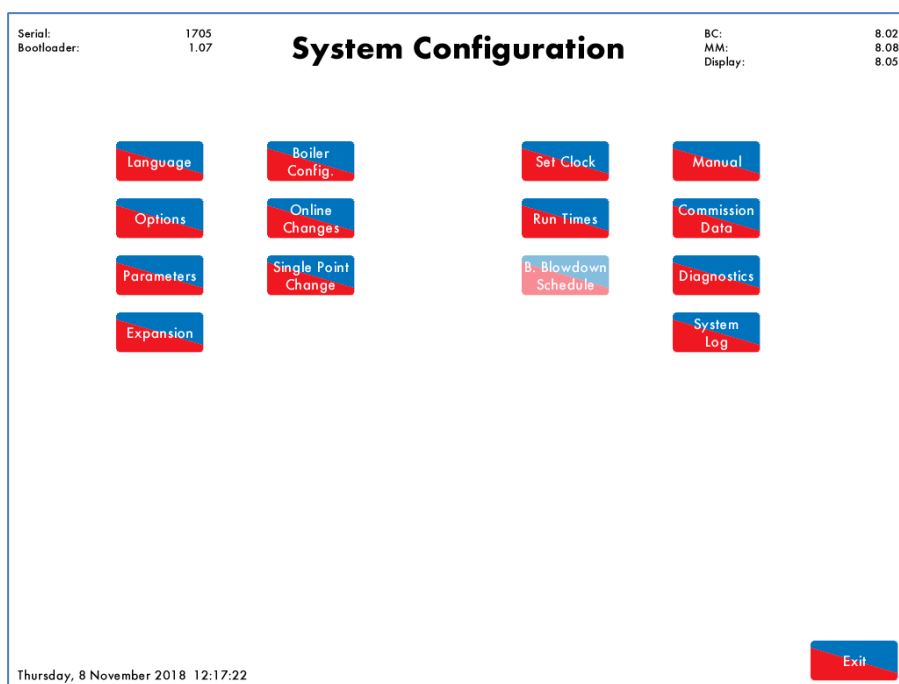 Serial: 1705
Bootloader: 1.07
System Configuration
BC: 8.02
MM: 8.08
Display: 8.05
Language
Boiler
Config.
Set Clock
Manual
Options
Online
Changes
Run Times
Commission
Data
Parameters
Single Point
Change
B. Blowdown
Schedule
Diagnostics
Expansion
System
Log
Thursday, 8 November 2018 12:17:22
Exit